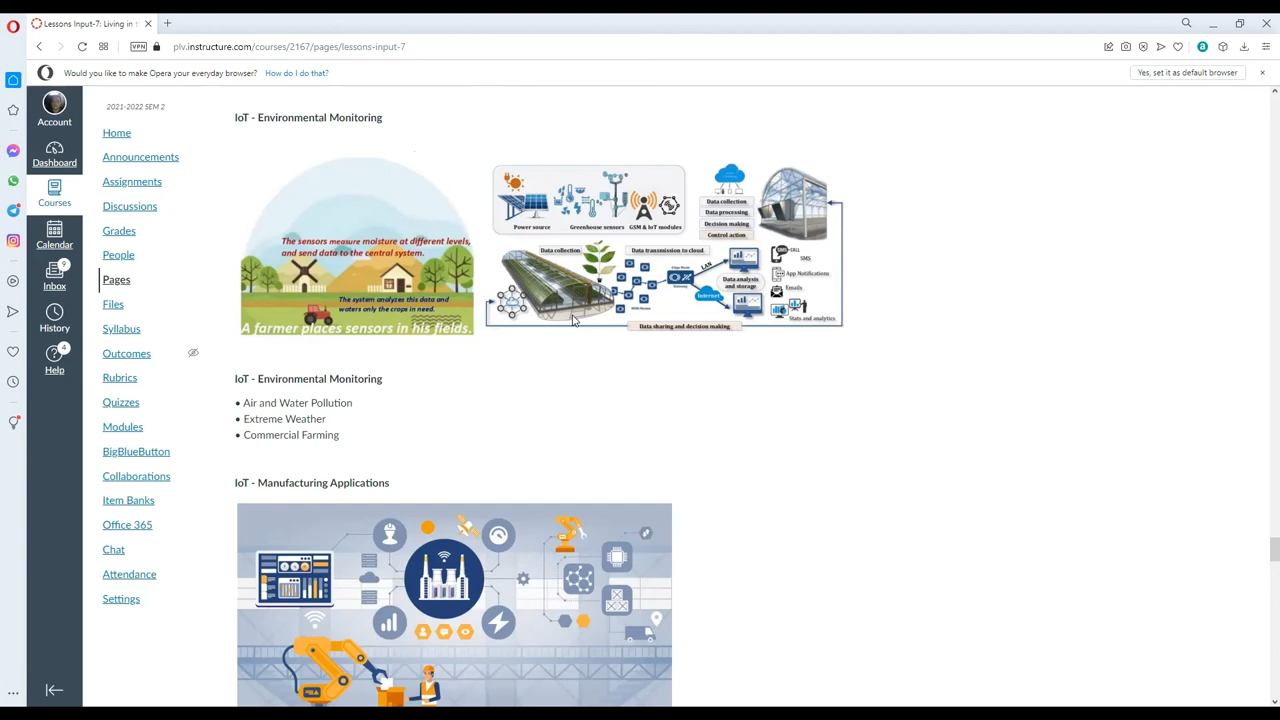 Lessons Input-7: Living in t
VPN
plv.instructure.com/courses/2167/pages/lessons-input-7
Would you like to make Opera your everyday browser?
How do I do that?
Yes, set it as default browser
Account
Dashboard
Courses
Calendar
9
Inbox
History
4
Help
2021-2022 SEM 2
Home
Announcements
Assignments
Discussions
Grades
People
Pages
Files
Syllabus
Outcomes
Rubrics
Quizzes
Modules
BigBlueButton
Collaborations
Item Banks
Office 365
Chat
Attendance
Settings
IoT - Environmental Monitoring
The sensors measure moisture at different levels,
and send data to the central system.
The system analyzes this data and
waters only the crops in need.
A farmer places sensors in his fields.
Power source
Greenhouse sensors
GSM & IoT modules
Data collection
Data processing
Decision making
Control action
Data collection
Data transmission to cloud
LAN
Internet
Data analysis
and storage
CALL
SMS
App Notifications
Emails
Stats and analytics
Data sharing and decision making
IoT - Environmental Monitoring
• Air and Water Pollution
• Extreme Weather
• Commercial Farming
IoT - Manufacturing Applications